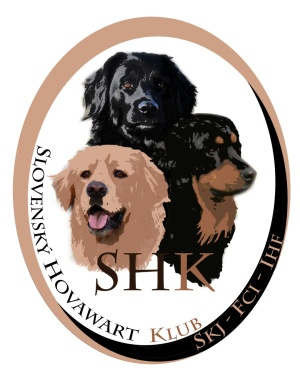 SHK
SLOVENSKÝ HOVAWART KLUB
SKJ - FCI - IHF